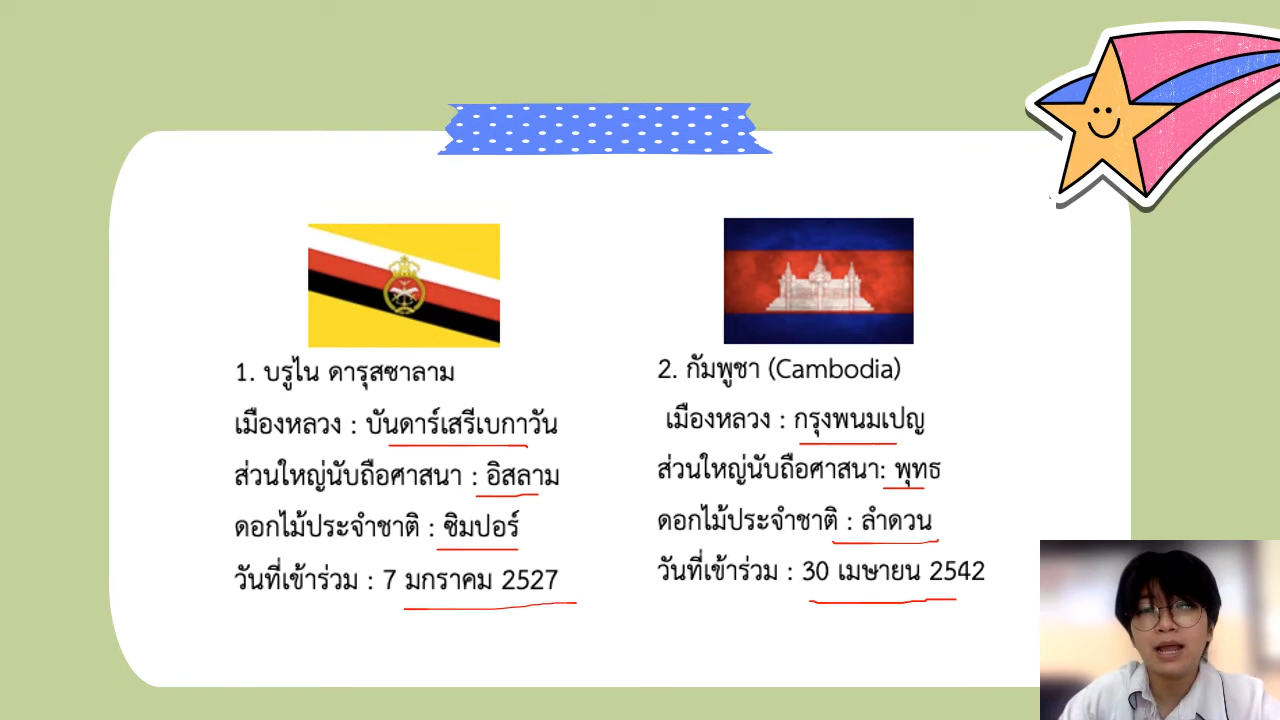 1. บรูไน ดารุสซาลาม
เมืองหลวง : บันดาร์เสรีเบกาวัน
ส่วนใหญ่นับถือศาสนา : อิสลาม
ดอกไม้ประจำชาติ : ซิมปอร์
วันที่เข้าร่วม : 7 มกราคม 2527
2. กัมพูชา (Cambodia)
เมืองหลวง : กรุงพนมเปญ
ส่วนใหญ่นับถือศาสนา: พุทธ
ดอกไม้ประจำชาติ : ลำดวน
วันที่เข้าร่วม : 30 เมษายน 2542